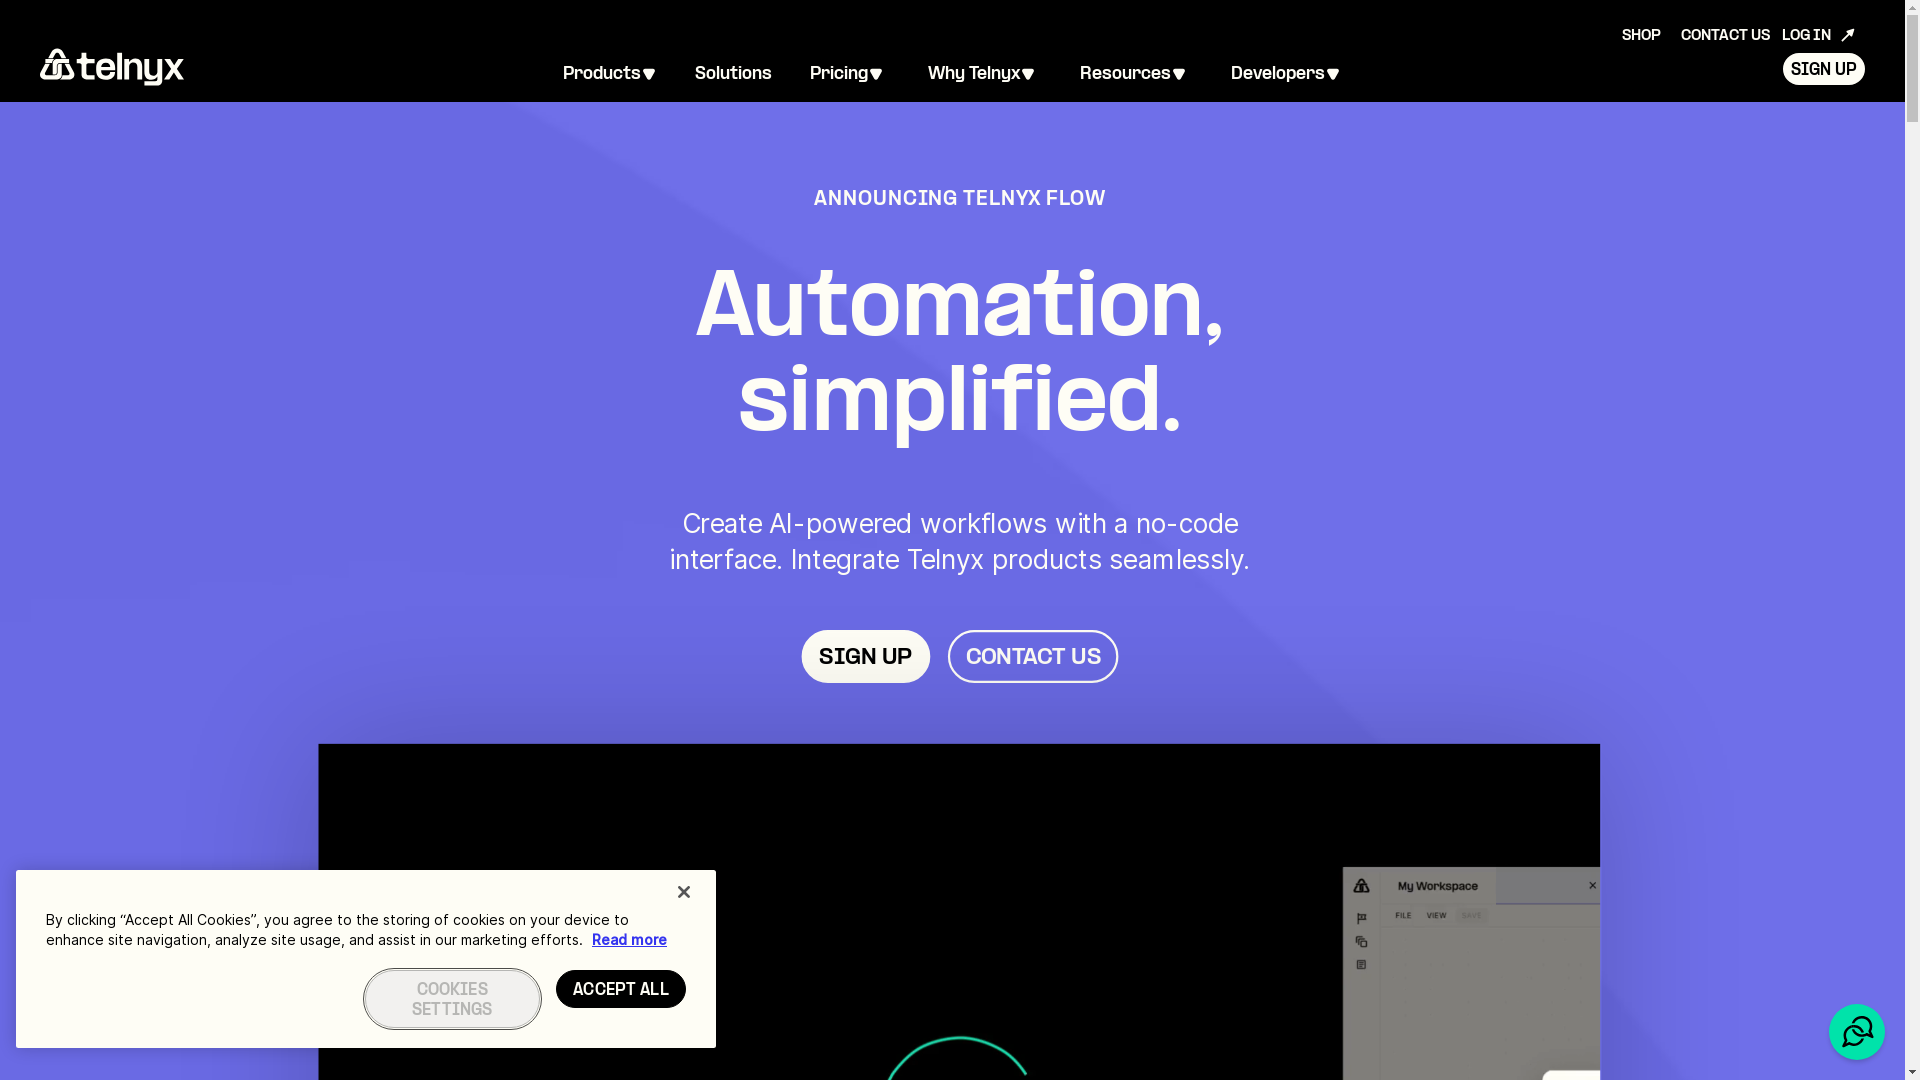 SHOP CONTACT US LOG IN
telnyx Products Solutions Pricing Why Telnyx Resources Developers SIGN UP
ANNOUNCING TELNYX FLOW
Automation,
simplified.
Create AI-powered workflows with a no-code
interface. Integrate Telnyx products seamlessly.
SIGN UP CONTACT US
My Workspace
FILE VIEW SAVE
By clicking “Accept All Cookies”, you agree to the storing of cookies on your device to
enhance site navigation, analyze site usage, and assist in our marketing efforts. Read more
COOKIES
SETTINGS
ACCEPT ALL